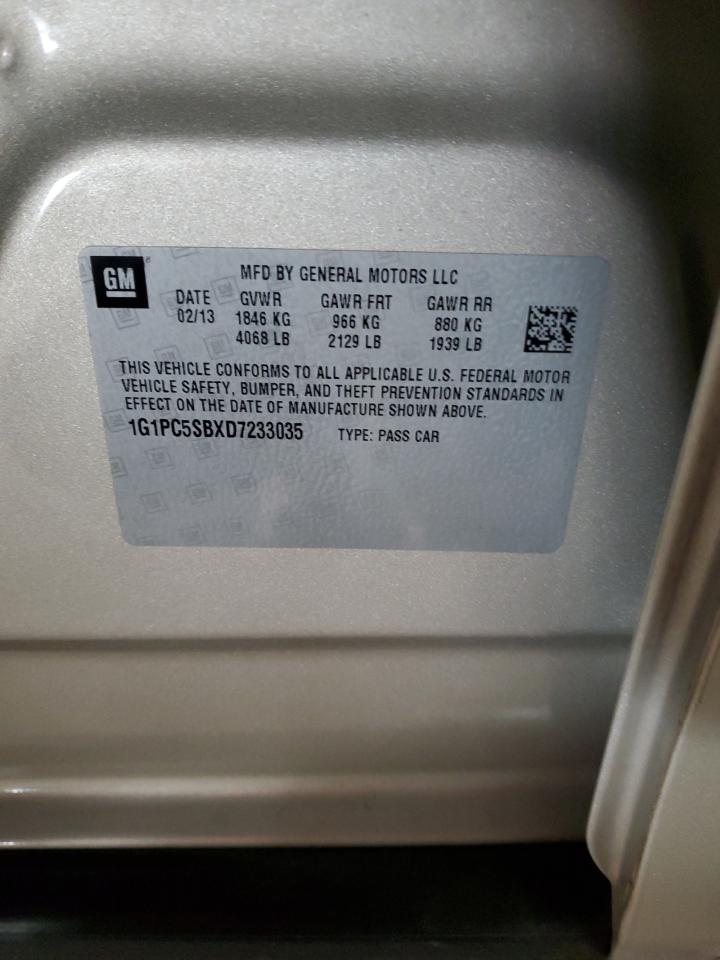 GM
MFD BY GENERAL MOTORS LLC
DATE GVWR GAWR FRT GAWR RR
02/13 1846 KG 966 KG 880 KG
4068 LB 2129 LB 1939 LB
THIS VEHICLE CONFORMS TO ALL APPLICABLE U.S. FEDERAL MOTOR
VEHICLE SAFETY, BUMPER, AND THEFT PREVENTION STANDARDS IN
EFFECT ON THE DATE OF MANUFACTURE SHOWN ABOVE.
1G1PC5SBXD7233035 TYPE: PASS CAR